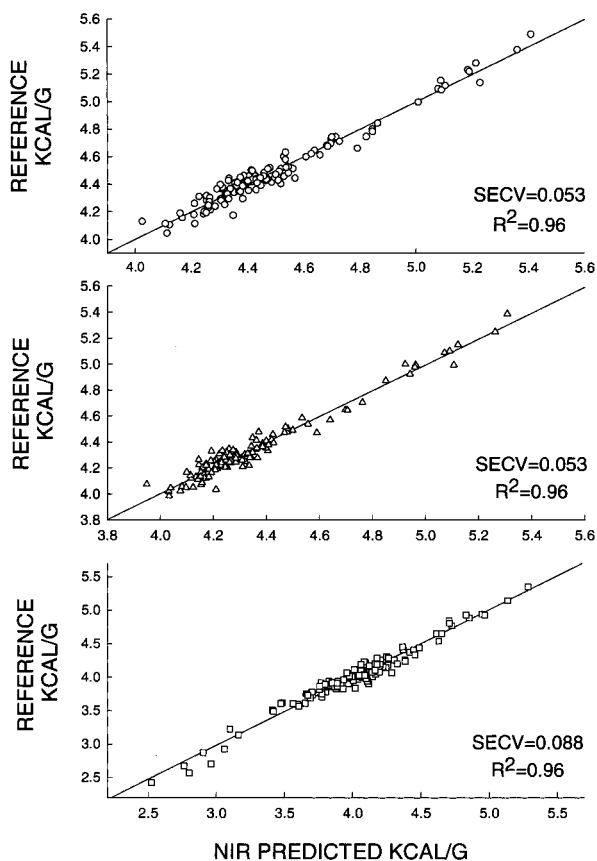 5.6
5.4
5.2
5.0
4.8
4.6
4.4
4.2
4.0
REFERENCE
KCAL/G
SECV=0.053
R²=0.96
4.0 4.2 4.4 4.6 4.8 5.0 5.2 5.4 5.6
5.6
5.4
5.2
5.0
4.8
4.6
4.4
4.2
4.0
3.8
REFERENCE
KCAL/G
SECV=0.053
R²=0.96
3.8 4.0 4.2 4.4 4.6 4.8 5.0 5.2 5.4 5.6
5.5
5.0
4.5
4.0
3.5
3.0
2.5
REFERENCE
KCAL/G
SECV=0.088
R²=0.96
2.5 3.0 3.5 4.0 4.5 5.0 5.5
NIR PREDICTED KCAL/G